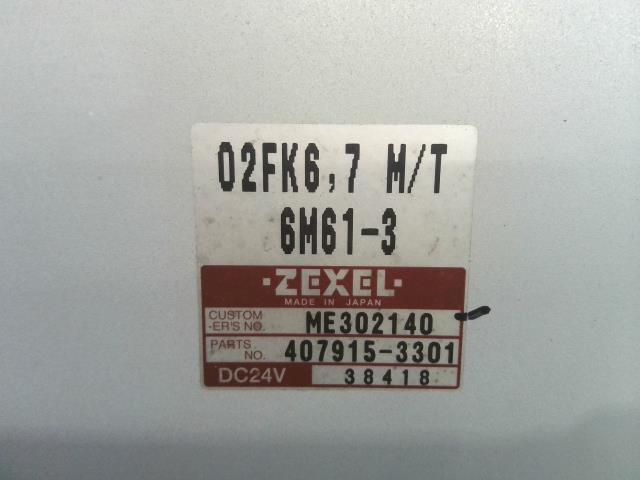 02FK6,7 M/T
6M61-3
·ZEXEL·
MADE IN JAPAN
CUSTOM
-ER'S NO. ME302140
PARTS
NO. 407915-3301
DC24V 38418